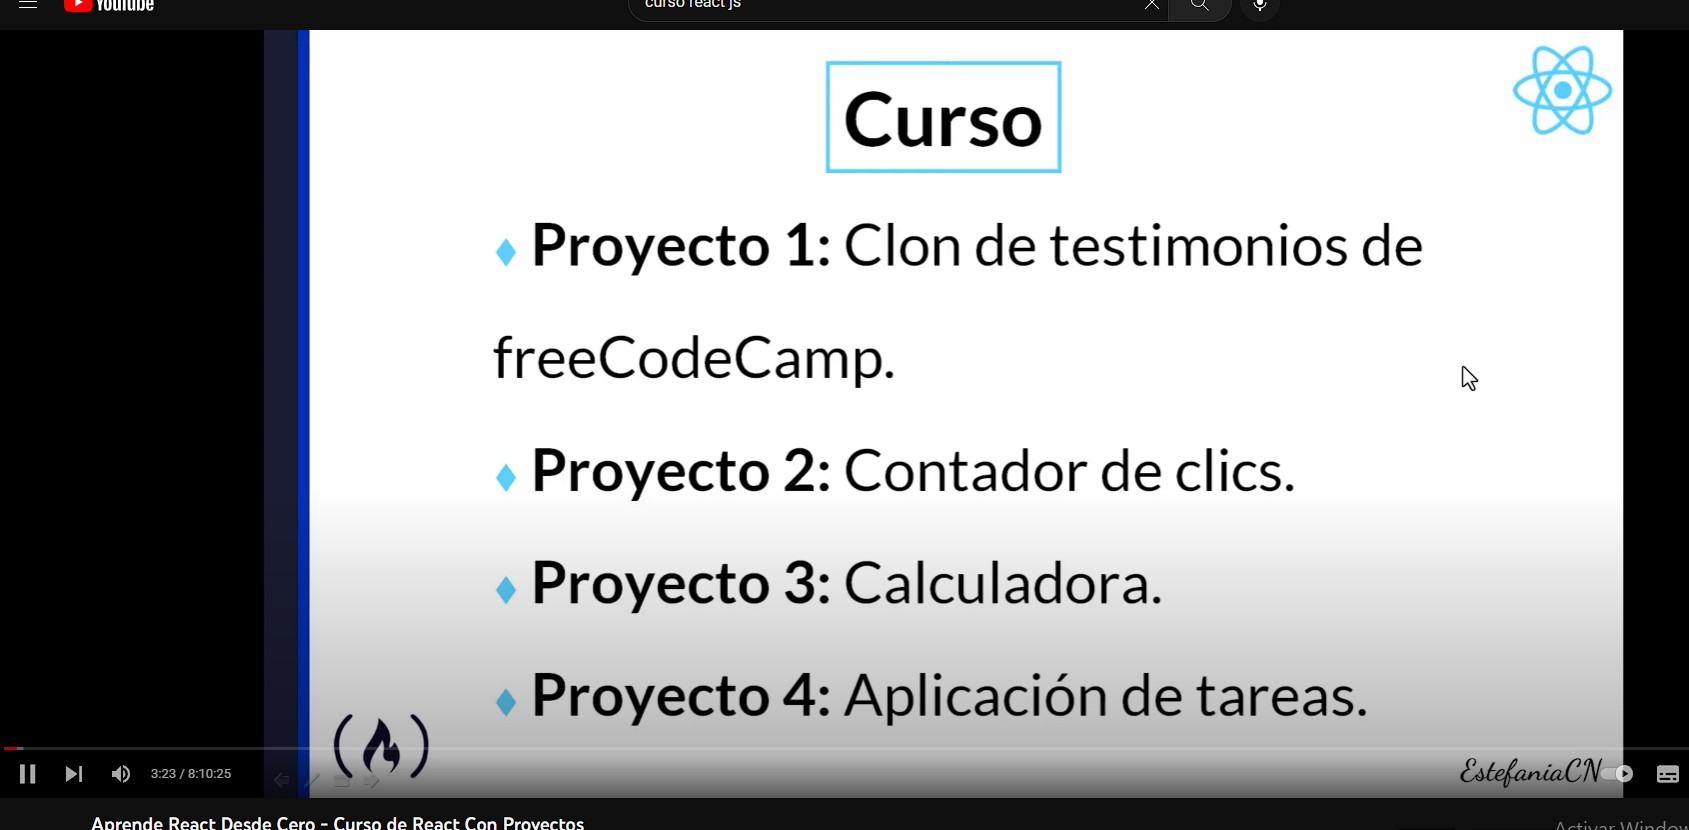 YouTube
curso react js
Curso
Proyecto 1: Clon de testimonios de
freeCodeCamp.
Proyecto 2: Contador de clics.
Proyecto 3: Calculadora.
Proyecto 4: Aplicación de tareas.
EstefaniaCN
3:23 / 8:10:25
Aprende React Desde Cero - Curso de React Con Proyectos
Activar Window